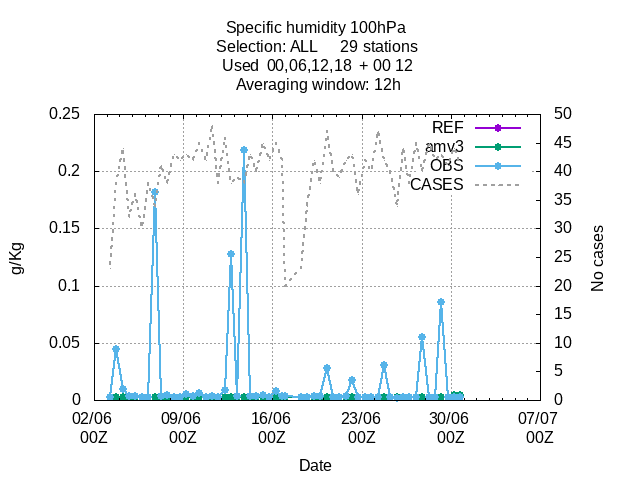 Specific humidity 100hPa
Selection: ALL 29 stations
Used 00,06,12,18 + 00 12
Averaging window: 12h
REF
amv3
OBS
CASES
0.25
0.2
0.15
0.1
0.05
0
50
45
40
35
30
25
20
15
10
5
0
g/Kg
No cases
02/06 09/06 16/06 23/06 30/06 07/07
00Z 00Z 00Z 00Z 00Z 00Z
Date